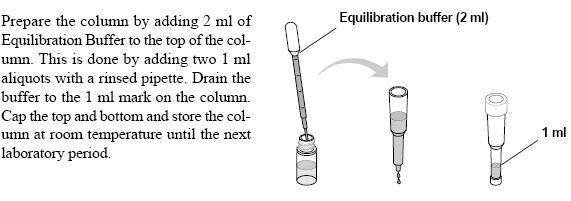 Prepare the column by adding 2 ml of
Equilibration Buffer to the top of the col-
umn. This is done by adding two 1 ml
aliquots with a rinsed pipette. Drain the
buffer to the 1 ml mark on the column.
Cap the top and bottom and store the col-
umn at room temperature until the next
laboratory period.
Equilibration buffer (2 ml)
1 ml